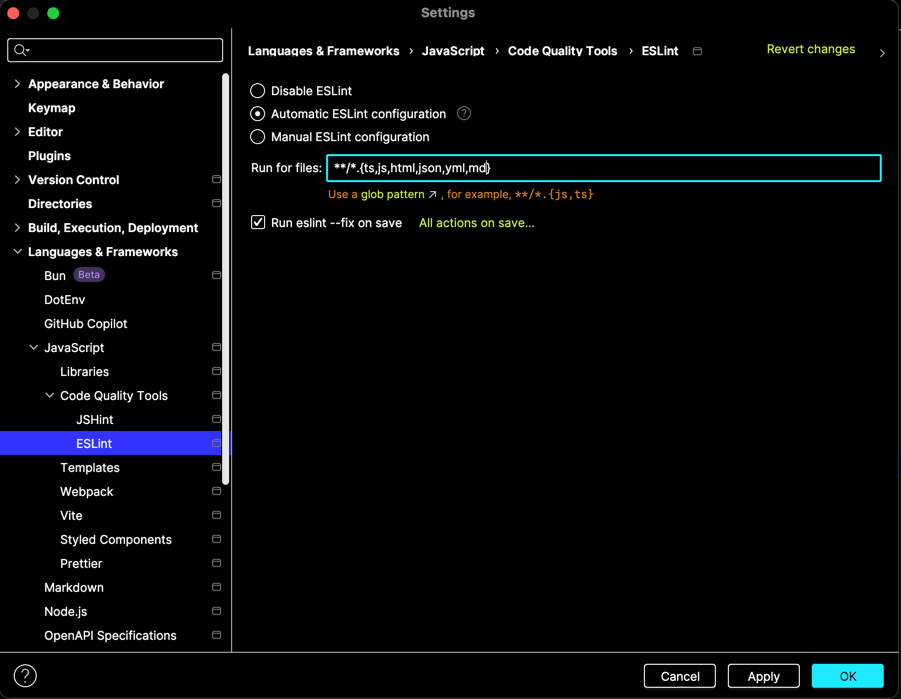 Settings
Languages & Frameworks › JavaScript › Code Quality Tools › ESLint
Revert changes
Appearance & Behavior
Keymap
Editor
Plugins
Version Control
Directories
Build, Execution, Deployment
Languages & Frameworks
Bun Beta
DotEnv
GitHub Copilot
JavaScript
Libraries
Code Quality Tools
JSHint
ESLint
Templates
Webpack
Vite
Styled Components
Prettier
Markdown
Node.js
OpenAPI Specifications
Disable ESLint
Automatic ESLint configuration ?
Manual ESLint configuration
Run for files: **/*.{ts,js,html,json,yml,md}
Use a glob pattern ↗ , for example, **/*.{js,ts}
Run eslint --fix on save All actions on save...
?
Cancel Apply OK